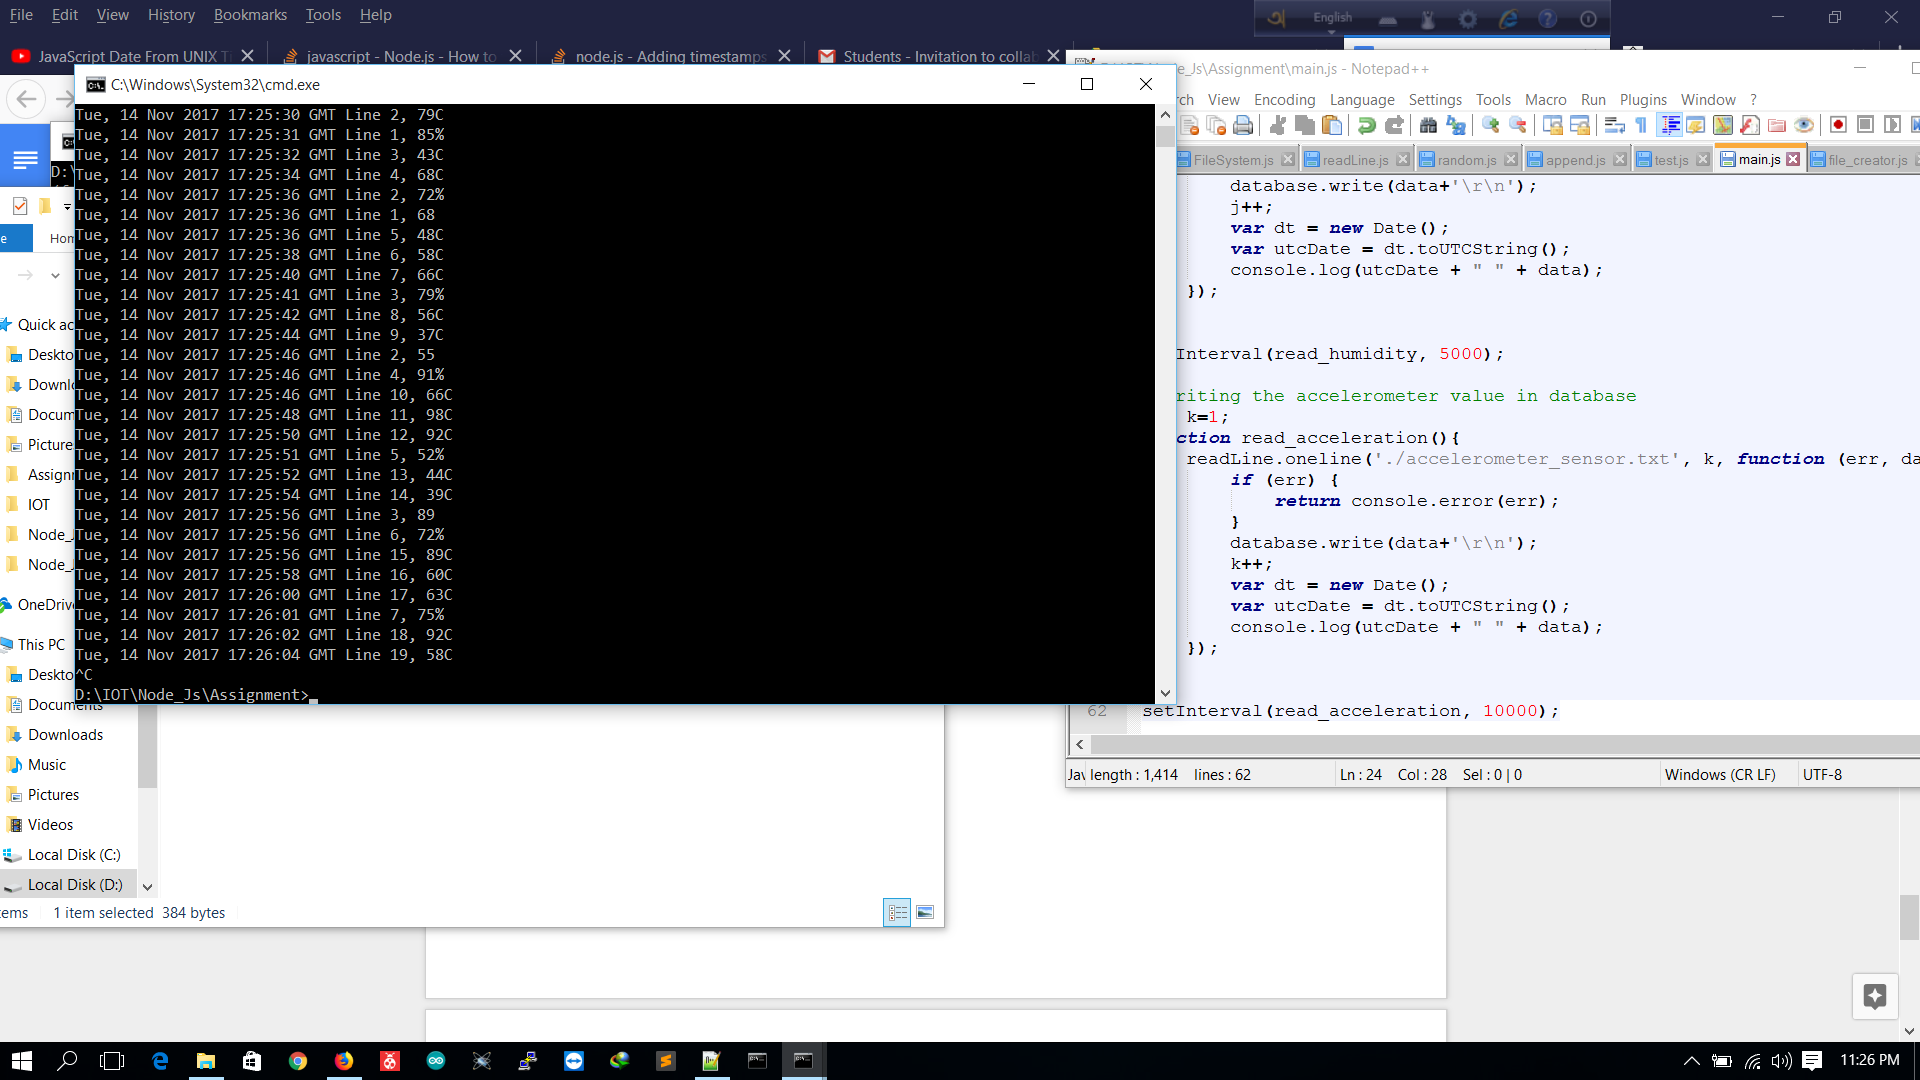 File Edit View History Bookmarks Tools Help
English
JavaScript Date From UNIX Ti
javascript - Node.js - How to
node.js - Adding timestamps
Students - Invitation to collab
C:\Windows\System32\cmd.exe
Tue, 14 Nov 2017 17:25:30 GMT Line 2, 79C
Tue, 14 Nov 2017 17:25:31 GMT Line 1, 85%
Tue, 14 Nov 2017 17:25:32 GMT Line 3, 43C
Tue, 14 Nov 2017 17:25:34 GMT Line 4, 68C
Tue, 14 Nov 2017 17:25:36 GMT Line 2, 72%
Tue, 14 Nov 2017 17:25:36 GMT Line 1, 68
Tue, 14 Nov 2017 17:25:36 GMT Line 5, 48C
Tue, 14 Nov 2017 17:25:38 GMT Line 6, 58C
Tue, 14 Nov 2017 17:25:40 GMT Line 7, 66C
Tue, 14 Nov 2017 17:25:41 GMT Line 3, 79%
Tue, 14 Nov 2017 17:25:42 GMT Line 8, 56C
Tue, 14 Nov 2017 17:25:44 GMT Line 9, 37C
Tue, 14 Nov 2017 17:25:46 GMT Line 2, 55
Tue, 14 Nov 2017 17:25:46 GMT Line 4, 91%
Tue, 14 Nov 2017 17:25:46 GMT Line 10, 66C
Tue, 14 Nov 2017 17:25:48 GMT Line 11, 98C
Tue, 14 Nov 2017 17:25:50 GMT Line 12, 92C
Tue, 14 Nov 2017 17:25:51 GMT Line 5, 52%
Tue, 14 Nov 2017 17:25:52 GMT Line 13, 44C
Tue, 14 Nov 2017 17:25:54 GMT Line 14, 39C
Tue, 14 Nov 2017 17:25:56 GMT Line 3, 89
Tue, 14 Nov 2017 17:25:56 GMT Line 6, 72%
Tue, 14 Nov 2017 17:25:56 GMT Line 15, 89C
Tue, 14 Nov 2017 17:25:58 GMT Line 16, 60C
Tue, 14 Nov 2017 17:26:00 GMT Line 17, 63C
Tue, 14 Nov 2017 17:26:01 GMT Line 7, 75%
Tue, 14 Nov 2017 17:26:02 GMT Line 18, 92C
Tue, 14 Nov 2017 17:26:04 GMT Line 19, 58C
^C
D:\IOT\Node_Js\Assignment>
_Js\Assignment\main.js - Notepad++
rch View Encoding Language Settings Tools Macro Run Plugins Window ?
FileSystem.js readLine.js random.js append.js test.js main.js file_creator.js
database.write(data+'\r\n');
j++;
var dt = new Date();
var utcDate = dt.toUTCString();
console.log(utcDate + " " + data);
});
Interval(read_humidity, 5000);
riting the accelerometer value in database
k=1;
ction read_acceleration(){
readLine.oneline('./accelerometer_sensor.txt', k, function (err, da
if (err) {
return console.error(err);
}
database.write(data+'\r\n');
k++;
var dt = new Date();
var utcDate = dt.toUTCString();
console.log(utcDate + " " + data);
});
62 setInterval(read_acceleration, 10000);
Jav length : 1,414 lines : 62 Ln : 24 Col : 28 Sel : 0 | 0 Windows (CR LF) UTF-8
D:\
e Hom
Quick ac
Deskto
Downl
Docum
Picture
Assignm
IOT
Node_J
Node_J
OneDrive
This PC
Deskto
Documents
Downloads
Music
Pictures
Videos
Local Disk (C:)
Local Disk (D:)
ems 1 item selected 384 bytes
11:26 PM